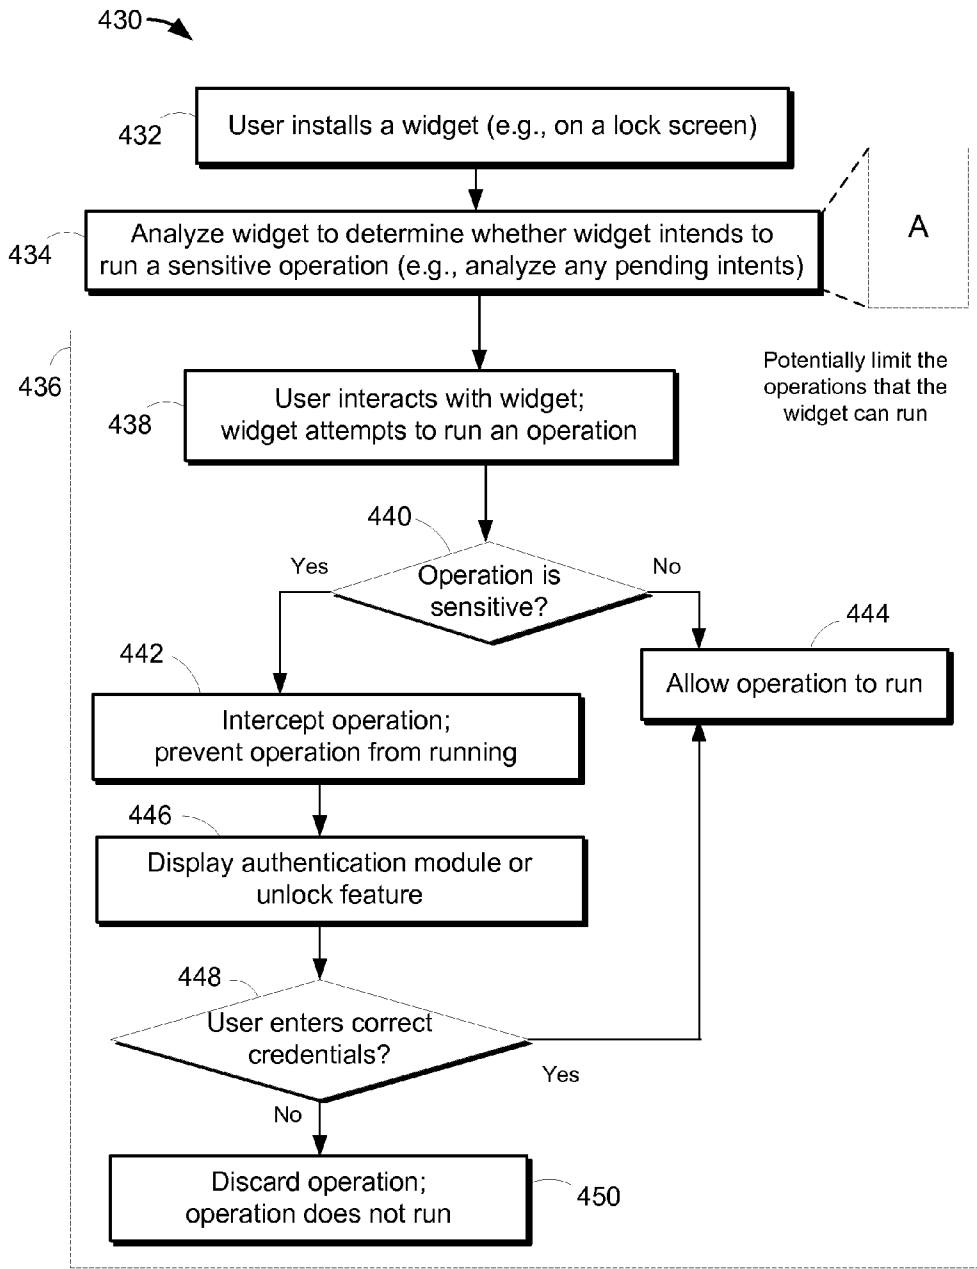 430
432
User installs a widget (e.g., on a lock screen)
434
Analyze widget to determine whether widget intends to
run a sensitive operation (e.g., analyze any pending intents)
A
436
Potentially limit the
operations that the
widget can run
438
User interacts with widget;
widget attempts to run an operation
440
Yes
Operation is
sensitive?
No
444
Allow operation to run
442
Intercept operation;
prevent operation from running
446
Display authentication module or
unlock feature
448
User enters correct
credentials?
Yes
No
Discard operation;
operation does not run
450